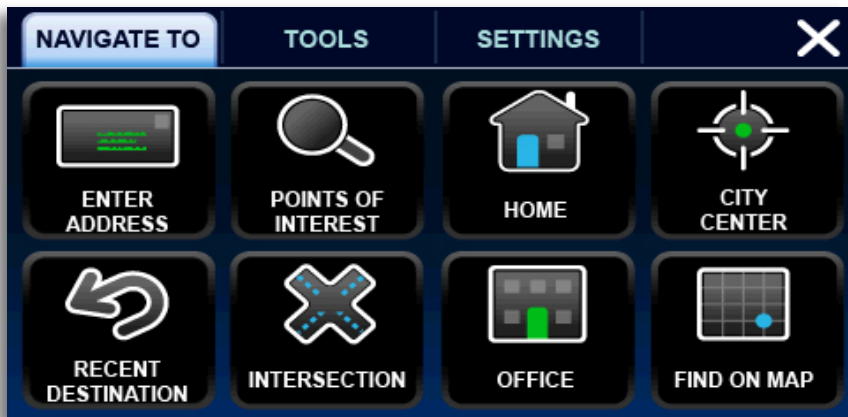 NAVIGATE TO
TOOLS
SETTINGS
ENTER
ADDRESS
POINTS OF
INTEREST
HOME
CITY
CENTER
RECENT
DESTINATION
INTERSECTION
OFFICE
FIND ON MAP